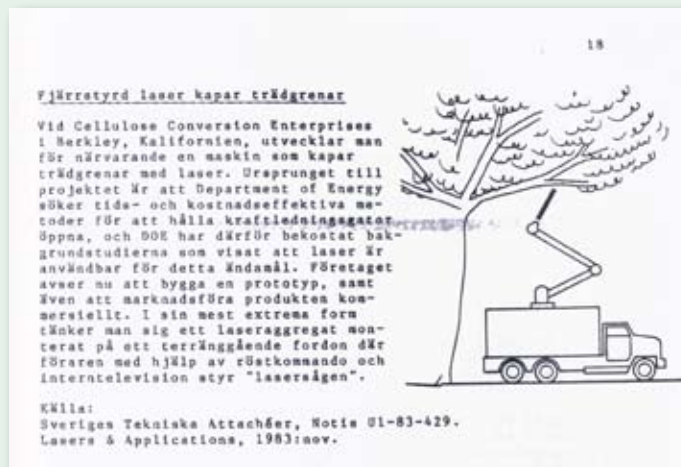 18
Fjärrstyrd laser kapar trädgrenar
Vid Cellulose Conversion Enterprises
i Berkley, Kalifornien, utvecklar man
för närvarande en maskin som kapar
trädgrenar med laser. Ursprunget till
projektet är att Department of Energy
söker tids- och kostnadseffektiva me-
toder för att hålla kraftledningsgator
öppna, och DOE har därför bekostat bak-
grundstudierna som visat att laser är
användbar för detta ändamål. Företaget
avser nu att bygga en prototyp, samt
även att marknadsföra produkten kom-
mersiellt. I sin mest extrema form
tänker man sig ett laseraggregat mon-
terat på ett terränggående fordon där
föraren med hjälp av röstkommando och
interntelevision styr "lasersågen".
Källa:
Sveriges Tekniska Attachéer, Notis U1-83-429.
Lasers & Applications, 1983:nov.